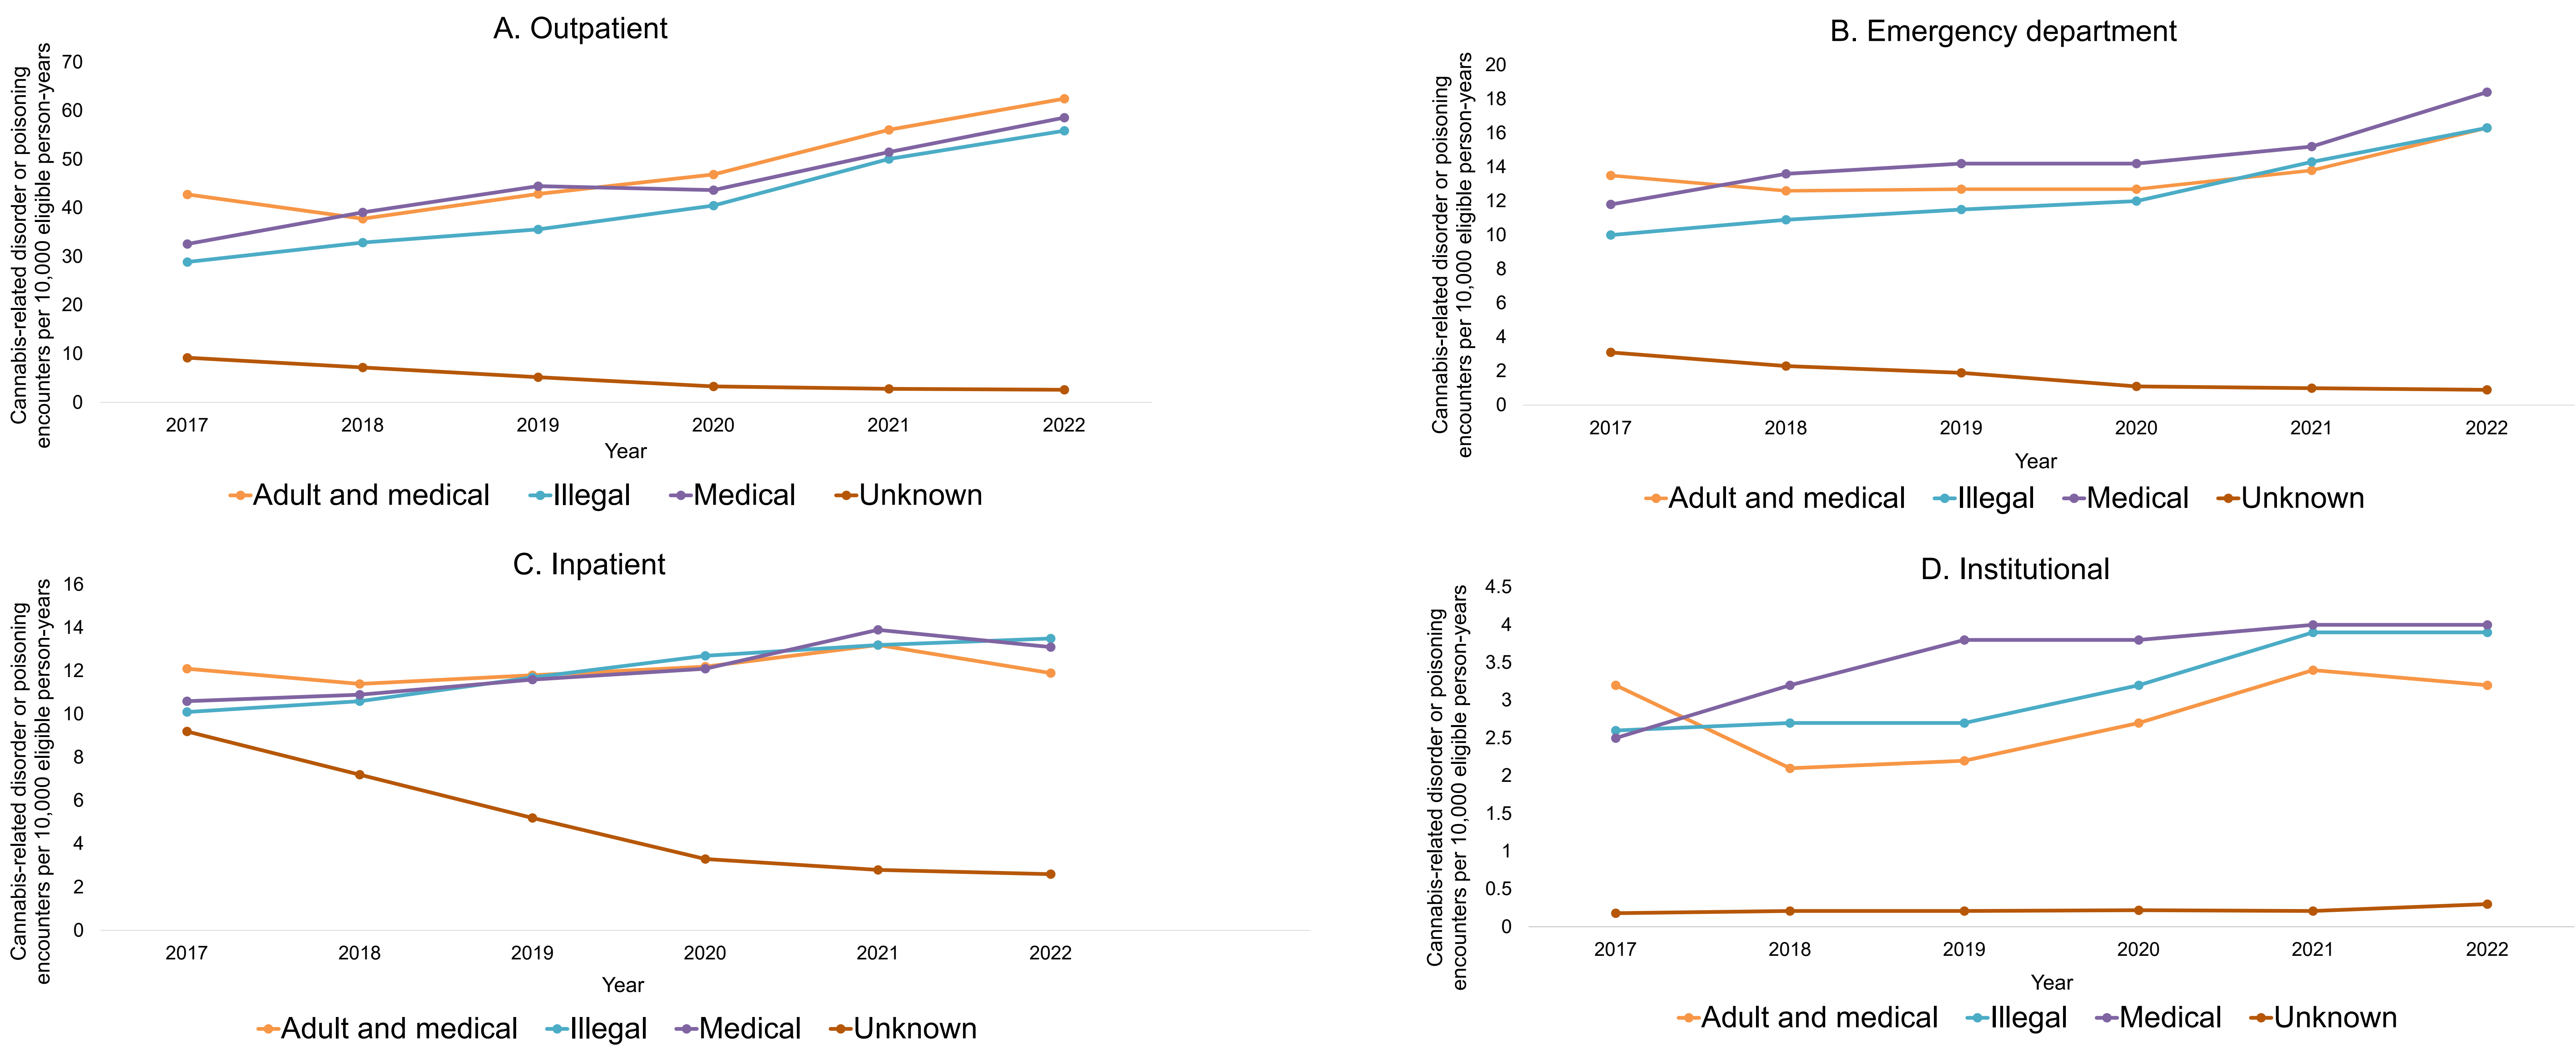 A. Outpatient
Cannabis-related disorder or poisoning
encounters per 10,000 eligible person-years
70
60
50
40
30
20
10
0
2017 2018 2019 2020 2021 2022
Year
Adult and medical Illegal Medical Unknown
B. Emergency department
Cannabis-related disorder or poisoning
encounters per 10,000 eligible person-years
20
18
16
14
12
10
8
6
4
2
0
2017 2018 2019 2020 2021 2022
Year
Adult and medical Illegal Medical Unknown
C. Inpatient
Cannabis-related disorder or poisoning
encounters per 10,000 eligible person-years
16
14
12
10
8
6
4
2
0
2017 2018 2019 2020 2021 2022
Year
Adult and medical Illegal Medical Unknown
D. Institutional
Cannabis-related disorder or poisoning
encounters per 10,000 eligible person-years
4.5
4
3.5
3
2.5
2
1.5
1
0.5
0
2017 2018 2019 2020 2021 2022
Year
Adult and medical Illegal Medical Unknown